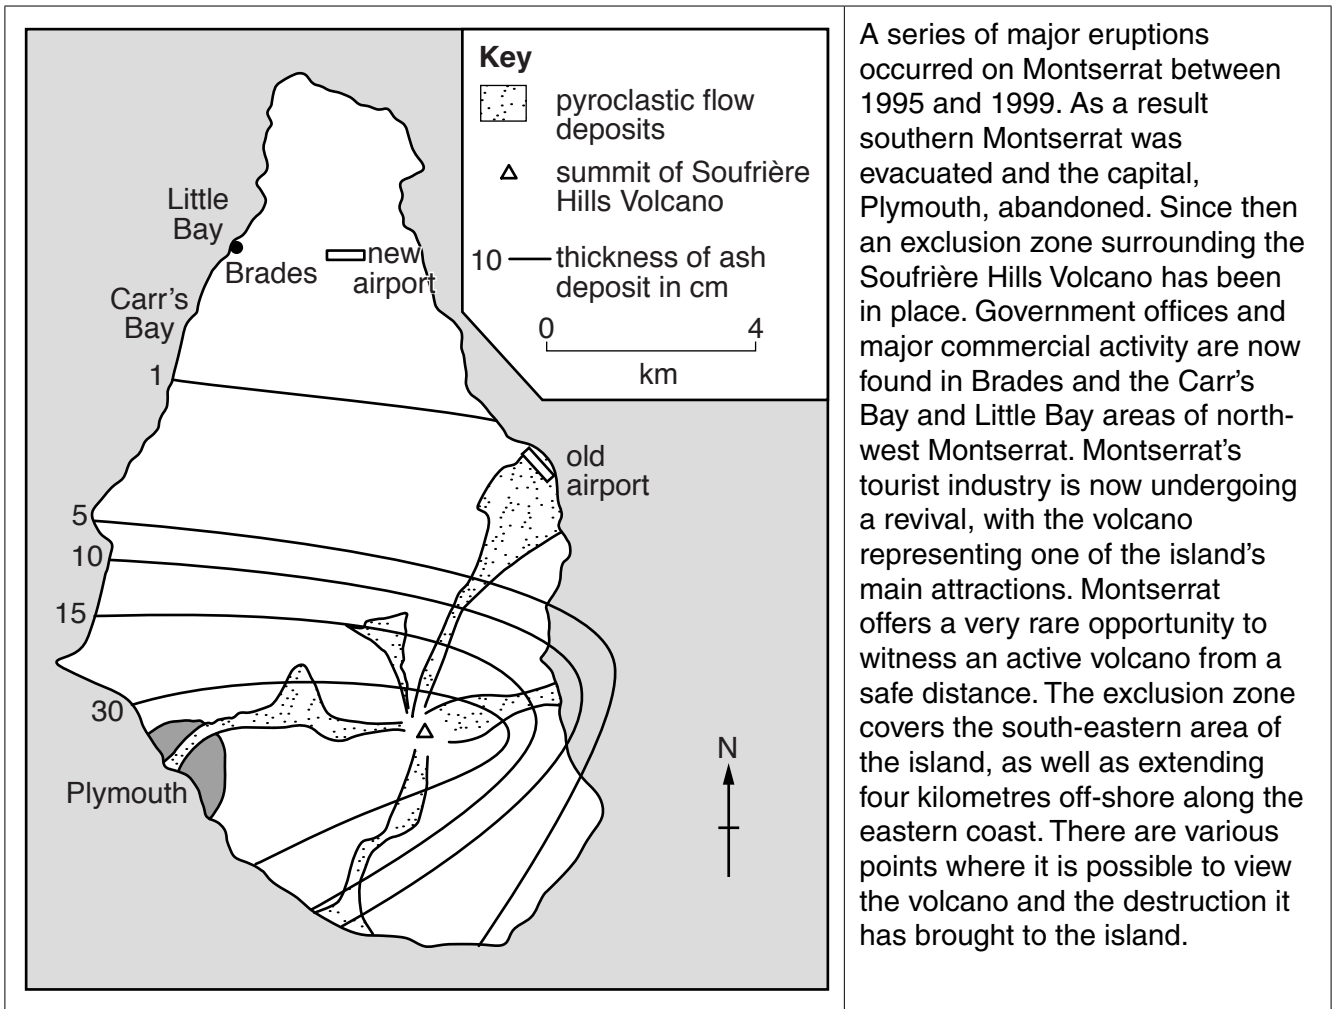 Key
pyroclastic flow
deposits
summit of Soufrière
Hills Volcano
10
thickness of ash
deposit in cm
0
4
km
Little
Bay
Brades
new
airport
Carr's
Bay
1
old
airport
5
10
15
30
Plymouth
N
A series of major eruptions
occurred on Montserrat between
1995 and 1999. As a result
southern Montserrat was
evacuated and the capital,
Plymouth, abandoned. Since then
an exclusion zone surrounding the
Soufrière Hills Volcano has been
in place. Government offices and
major commercial activity are now
found in Brades and the Carr's
Bay and Little Bay areas of north-
west Montserrat. Montserrat's
tourist industry is now undergoing
a revival, with the volcano
representing one of the island's
main attractions. Montserrat
offers a very rare opportunity to
witness an active volcano from a
safe distance. The exclusion zone
covers the south-eastern area of
the island, as well as extending
four kilometres off-shore along the
eastern coast. There are various
points where it is possible to view
the volcano and the destruction it
has brought to the island.